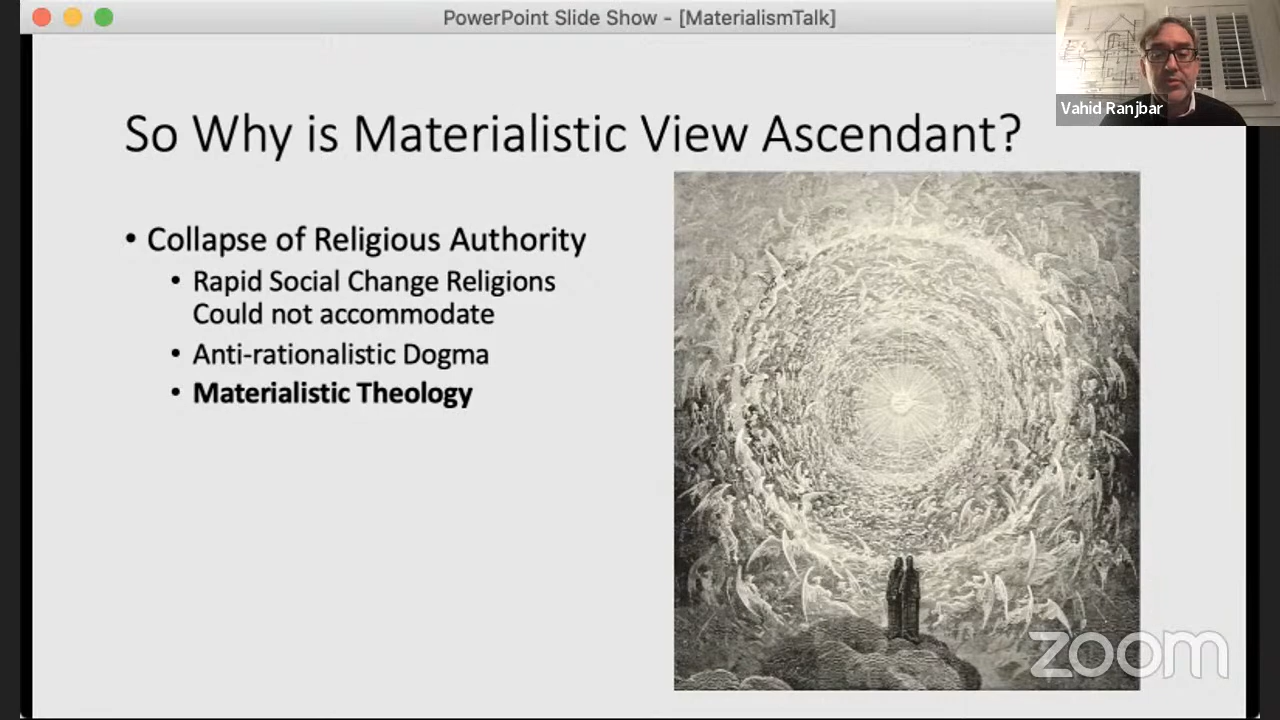 PowerPoint Slide Show - [MaterialismTalk]
Vahid Ranjbar
So Why is Materialistic View Ascendant?
• Collapse of Religious Authority
• Rapid Social Change Religions
Could not accommodate
• Anti-rationalistic Dogma
• Materialistic Theology
zoom